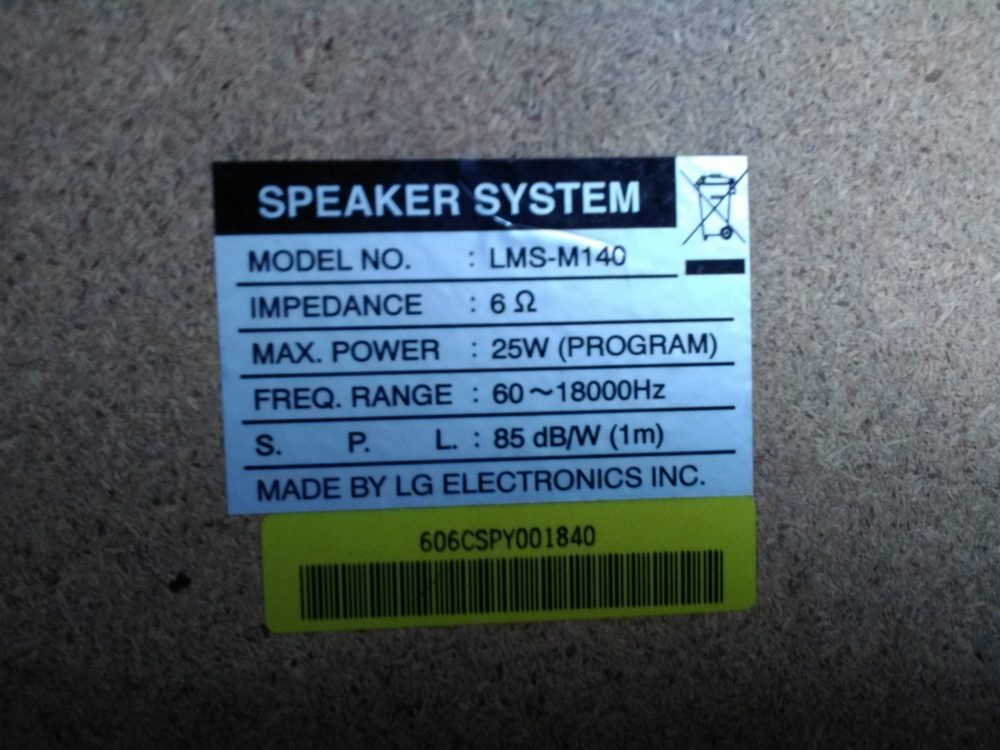 SPEAKER SYSTEM
MODEL NO. : LMS-M140
IMPEDANCE : 6 Ω
MAX. POWER : 25W (PROGRAM)
FREQ. RANGE : 60～18000Hz
S. P. L. : 85 dB/W (1m)
MADE BY LG ELECTRONICS INC.
606CSPY001840